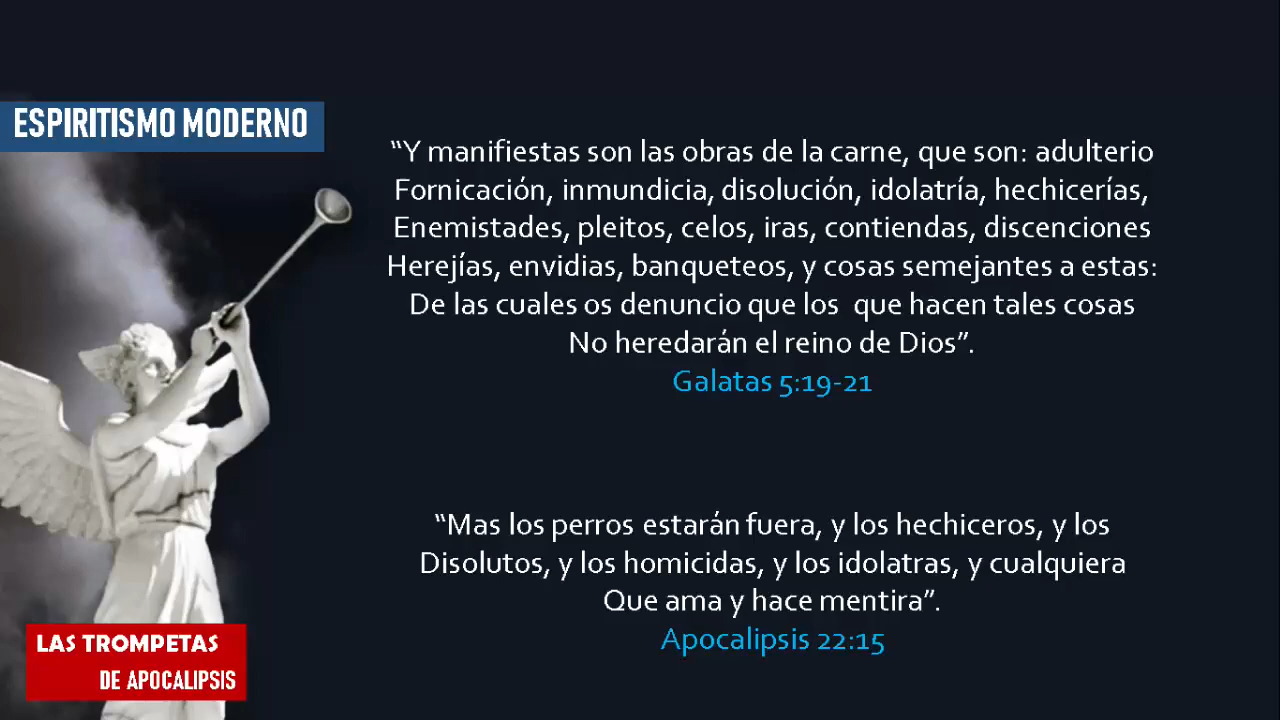 ESPIRITISMO MODERNO
“Y manifiestas son las obras de la carne, que son: adulterio
Fornicación, inmundicia, disolución, idolatría, hechicerías,
Enemistades, pleitos, celos, iras, contiendas, discenciones
Herejías, envidias, banqueteos, y cosas semejantes a estas:
De las cuales os denuncio que los  que hacen tales cosas
No heredarán el reino de Dios”.
Galatas 5:19-21
“Mas los perros estarán fuera, y los hechiceros, y los
Disolutos, y los homicidas, y los idolatras, y cualquiera
Que ama y hace mentira”.
Apocalipsis 22:15
LAS TROMPETAS
DE APOCALIPSIS